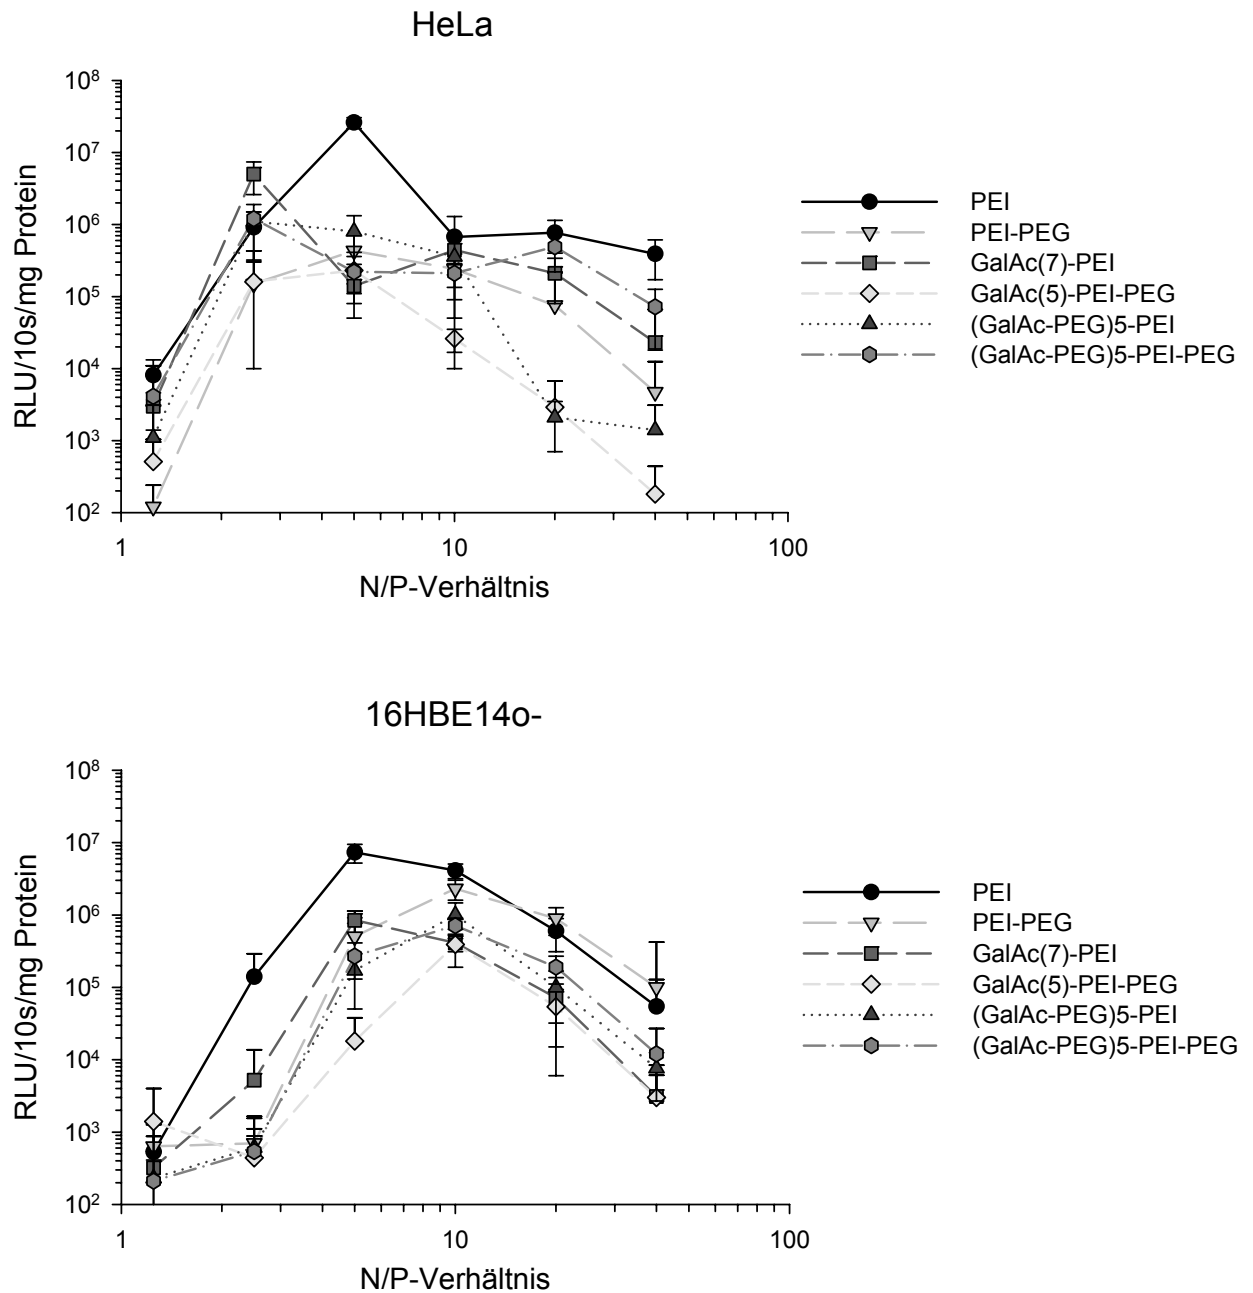 HeLa
10⁸
10⁷
10⁶
10⁵
10⁴
10³
10²
RLU/10s/mg Protein
1
10
100
N/P-Verhältnis
PEI
PEI-PEG
GalAc(7)-PEI
GalAc(5)-PEI-PEG
(GalAc-PEG)5-PEI
(GalAc-PEG)5-PEI-PEG
16HBE14o-
10⁸
10⁷
10⁶
10⁵
10⁴
10³
10²
RLU/10s/mg Protein
1
10
100
N/P-Verhältnis
PEI
PEI-PEG
GalAc(7)-PEI
GalAc(5)-PEI-PEG
(GalAc-PEG)5-PEI
(GalAc-PEG)5-PEI-PEG